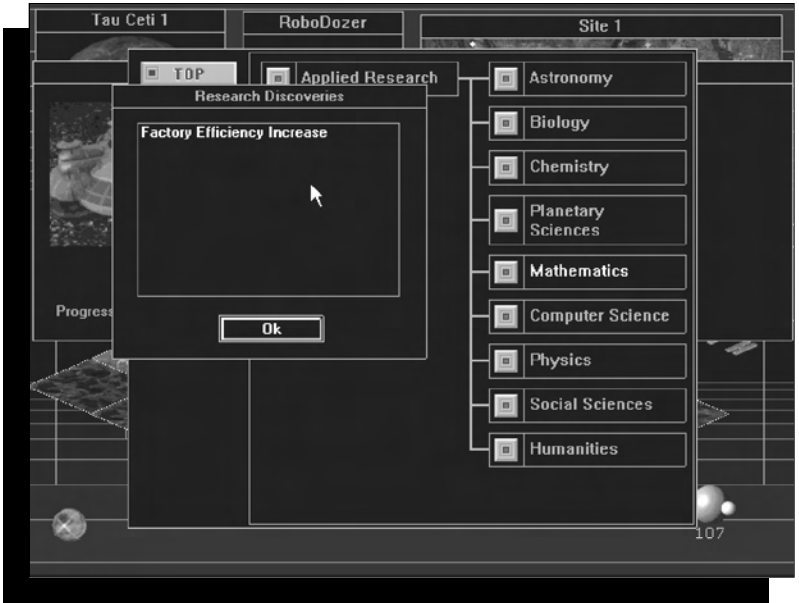 Tau Ceti 1
RoboDozer
Site 1
TOP
Applied Research
Research Discoveries
Factory Efficiency Increase
Ok
Progress
Astronomy
Biology
Chemistry
Planetary
Sciences
Mathematics
Computer Science
Physics
Social Sciences
Humanities
107